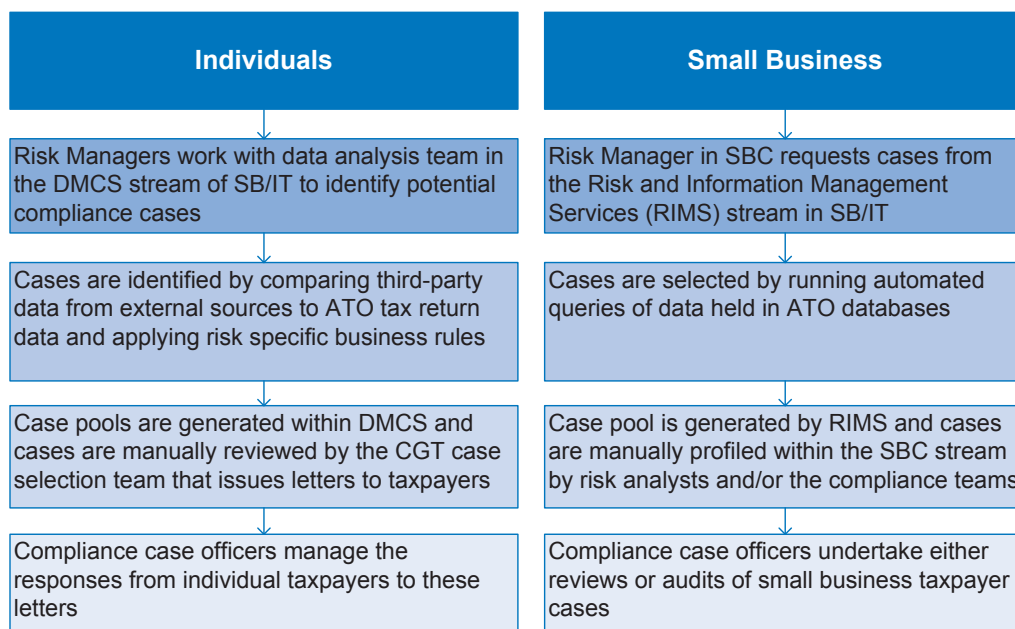 Individuals
Risk Managers work with data analysis team in
the DMCS stream of SB/IT to identify potential
compliance cases
Cases are identified by comparing third-party
data from external sources to ATO tax return
data and applying risk specific business rules
Case pools are generated within DMCS and
cases are manually reviewed by the CGT case
selection team that issues letters to taxpayers
Compliance case officers manage the
responses from individual taxpayers to these
letters
Small Business
Risk Manager in SBC requests cases from
the Risk and Information Management
Services (RIMS) stream in SB/IT
Cases are selected by running automated
queries of data held in ATO databases
Case pool is generated by RIMS and cases
are manually profiled within the SBC stream
by risk analysts and/or the compliance teams
Compliance case officers undertake either
reviews or audits of small business taxpayer
cases